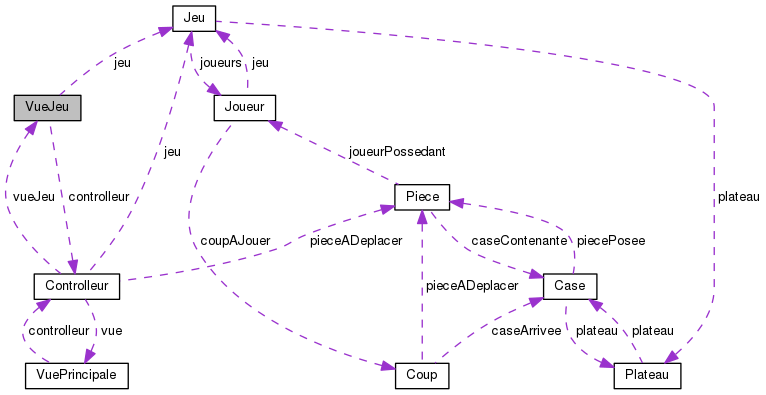 Jeu
jeu
joueurs
jeu
VueJeu
Joueur
joueurPossedant
jeu
vueJeu
controlleur
Piece
plateau
coupAJouer
pieceADeplacer
caseContenante
piecePosee
Controlleur
pieceADeplacer
Case
controlleur
vue
caseArrivee
plateau
plateau
VuePrincipale
Coup
Plateau